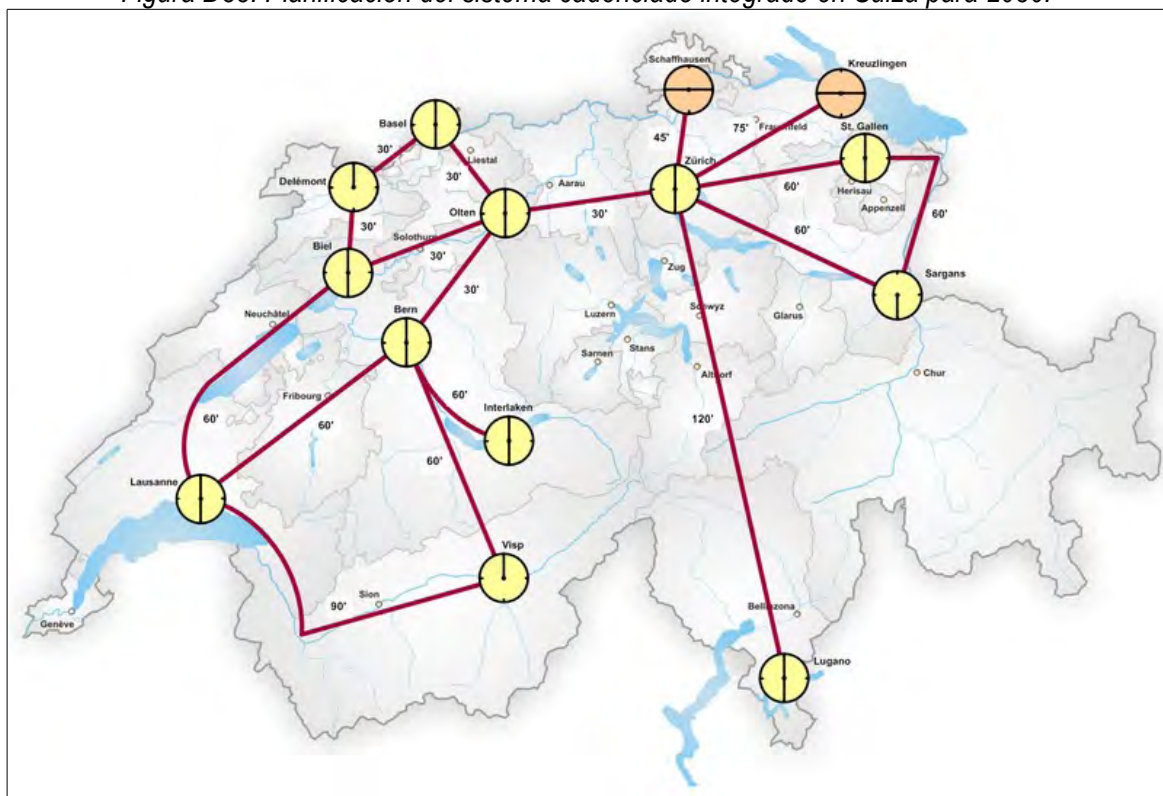 Figura D53. Planificación del sistema cadenciado integrado en Suiza para 2030.
Schaffhausen
Kreuzlingen
Basel
30'
Liestal
45'
75'
Frauenfeld
St. Gallen
Delémont
30'
Aarau
Zürich
60'
Herisau
Appenzell
Olten
30'
60'
60'
30'
Solothurn
30'
Biel
Zug
Sargans
30'
Neuchâtel
Bern
Luzern
Schwyz
Glarus
Stans
Sarnen
Altdorf
Chur
Fribourg
60'
Interlaken
60'
60'
120'
60'
Lausanne
Visp
Sion
90'
Bellinzona
Genève
Lugano